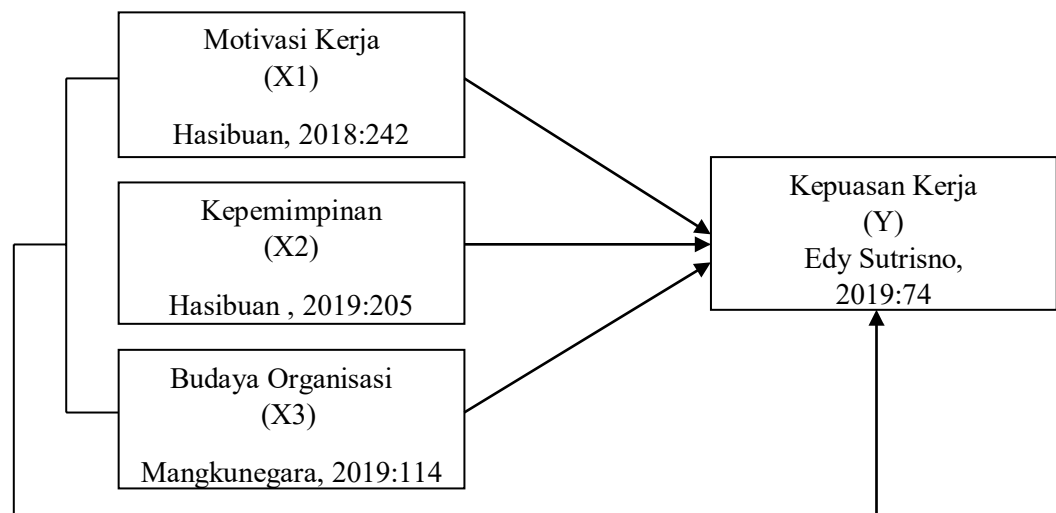 Motivasi Kerja
(X1)
Hasibuan, 2018:242
Kepemimpinan
(X2)
Hasibuan , 2019:205
Budaya Organisasi
(X3)
Mangkunegara, 2019:114
Kepuasan Kerja
(Y)
Edy Sutrisno,
2019:74